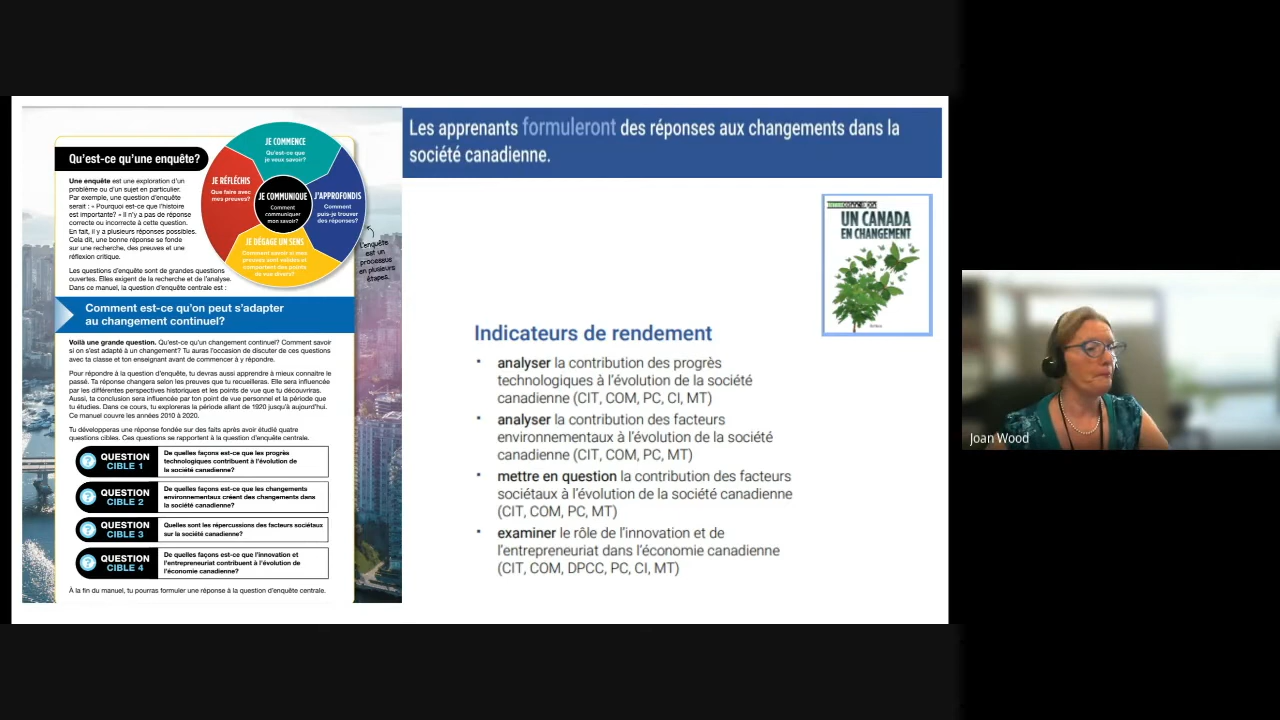 Les apprenants formuleront des réponses aux changements dans la
société canadienne.
Qu'est-ce qu'une enquête?
Une enquête est une exploration d'un
problème ou d'un sujet en particulier.
Par exemple, une question d'enquête
serait : « Pourquoi est-ce que l'histoire
est importante? » Il n'y a pas de réponse
correcte ou incorrecte à cette question.
En fait, il y a plusieurs réponses possibles.
Cela dit, une bonne réponse se fonde
sur une recherche, des preuves et une
réflexion critique.
Les questions d'enquête sont de grandes questions
ouvertes. Elles exigent de la recherche et de l'analyse.
Dans ce manuel, la question d'enquête centrale est :
JE COMMENCE
Qu'est-ce que
je veux savoir?
JE RÉFLÉCHIS
Que faire avec
mes preuves?
JE COMMUNIQUE
Comment
communiquer
mon savoir?
J'APPROFONDIS
Comment
puis-je trouver
des réponses?
JE DÉGAGE UN SENS
Comment savoir si mes
preuves sont valides et
comportent des points
de vue divers?
L'enquête
est un
processus
en plusieurs
étapes.
Comment est-ce qu'on peut s'adapter
au changement continuel?
Voilà une grande question. Qu'est-ce qu'un changement continuel? Comment savoir
si on s'est adapté à un changement? Tu auras l'occasion de discuter de ces questions
avec ta classe et ton enseignant avant de commencer à y répondre.
Pour répondre à la question d'enquête, tu devras aussi apprendre à mieux connaître le
passé. Ta réponse changera selon les preuves que tu recueilleras. Elle sera influencée
par les différentes perspectives historiques et les points de vue que tu découvriras.
Aussi, ta conclusion sera influencée par ton point de vue personnel et la période que
tu étudies. Dans ce cours, tu exploreras la période allant de 1920 jusqu'à aujourd'hui.
Ce manuel couvre les années 2010 à 2020.
Tu développeras une réponse fondée sur des faits après avoir étudié quatre
questions cibles. Ces questions se rapportent à la question d'enquête centrale.
? QUESTION
CIBLE 1
De quelles façons est-ce que les progrès
technologiques contribuent à l'évolution de
la société canadienne?
? QUESTION
CIBLE 2
De quelles façons est-ce que les changements
environnementaux créent des changements dans
la société canadienne?
? QUESTION
CIBLE 3
Quelles sont les répercussions des facteurs sociétaux
sur la société canadienne?
? QUESTION
CIBLE 4
De quelles façons est-ce que l'innovation et
l'entrepreneuriat contribuent à l'évolution de
l'économie canadienne?
À la fin du manuel, tu pourras formuler une réponse à la question d'enquête centrale.
UN CANADA
EN CHANGEMENT
Indicateurs de rendement
• analyser la contribution des progrès
technologiques à l'évolution de la société
canadienne (CIT, COM, PC, CI, MT)
• analyser la contribution des facteurs
environnementaux à l'évolution de la société
canadienne (CIT, COM, PC, MT)
• mettre en question la contribution des facteurs
sociétaux à l'évolution de la société canadienne
(CIT, COM, PC, MT)
• examiner le rôle de l'innovation et de
l'entrepreneuriat dans l'économie canadienne
(CIT, COM, DPCC, PC, CI, MT)
Joan Wood